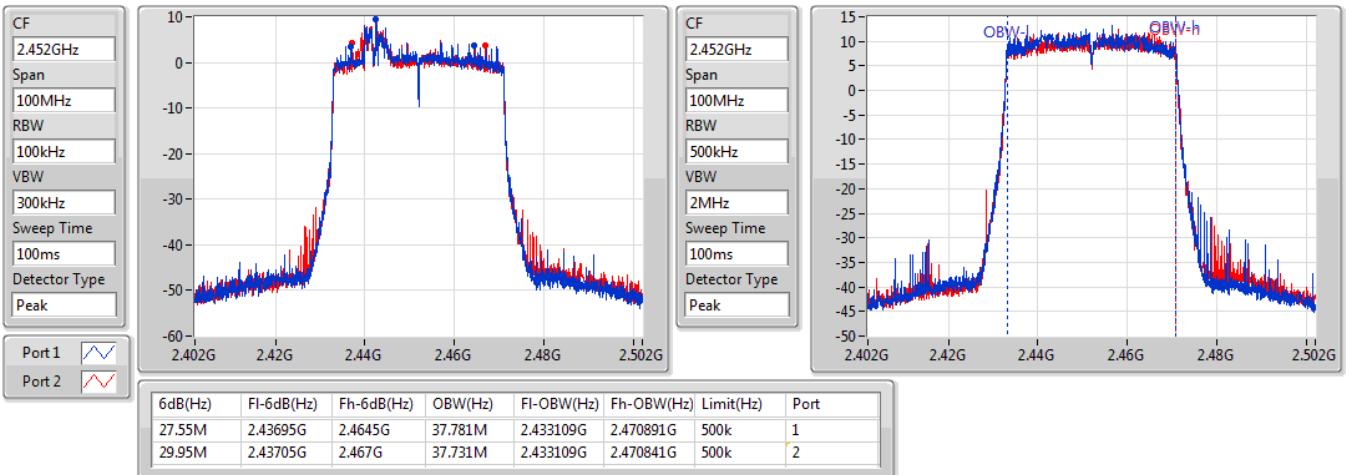 CF
2.452GHz
Span
100MHz
RBW
100kHz
VBW
300kHz
Sweep Time
100ms
Detector Type
Peak
Port 1
Port 2
10
0
-10
-20
-30
-40
-50
-60
2.402G 2.42G 2.44G 2.46G 2.48G 2.502G
CF
2.452GHz
Span
100MHz
RBW
500kHz
VBW
2MHz
Sweep Time
100ms
Detector Type
Peak
15
10
5
0
-5
-10
-15
-20
-25
-30
-35
-40
-45
-50
OBW-l OBW-h
2.402G 2.42G 2.44G 2.46G 2.48G 2.502G
6dB(Hz) Fl-6dB(Hz) Fh-6dB(Hz) OBW(Hz) Fl-OBW(Hz) Fh-OBW(Hz) Limit(Hz) Port
27.55M 2.43695G 2.4645G 37.781M 2.433109G 2.470891G 500k 1
29.95M 2.43705G 2.467G 37.731M 2.433109G 2.470841G 500k 2